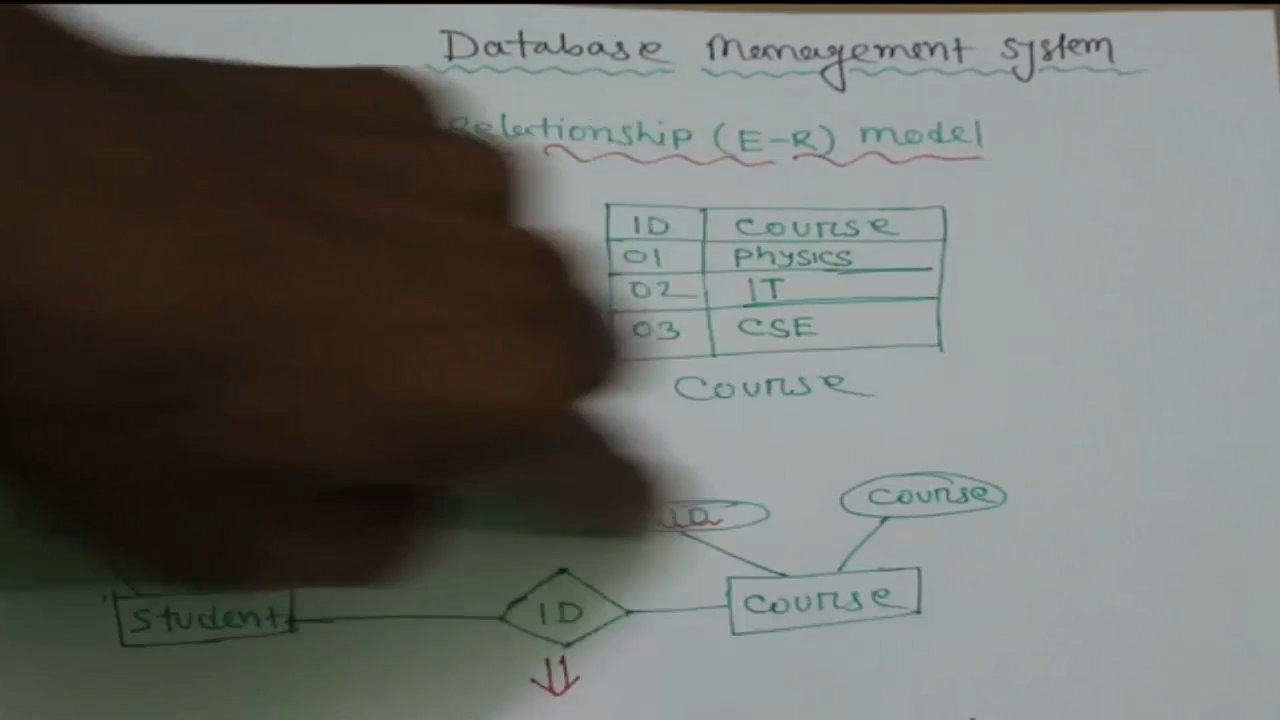 Database Management system
Relationship (E-R) model
ID course
01 Physics
02 IT
03 CSE
course
course
student ID course